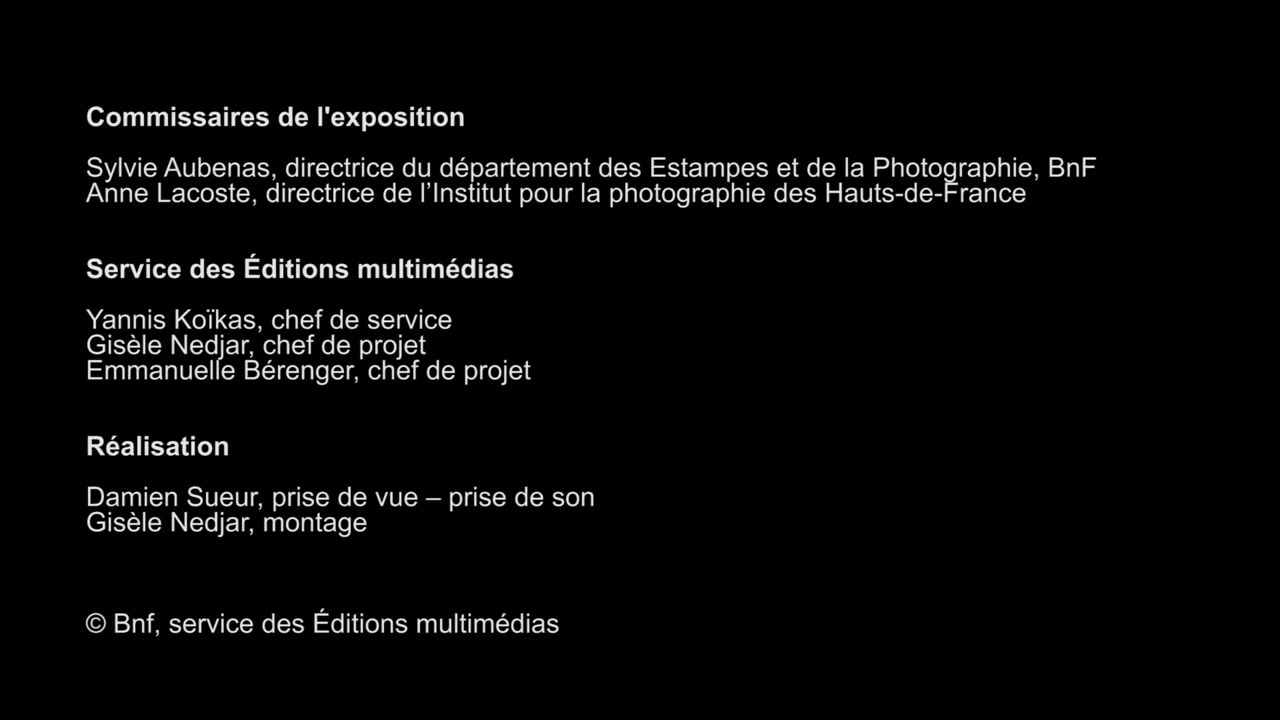 Commissaires de l'exposition
Sylvie Aubenas, directrice du département des Estampes et de la Photographie, BnF
Anne Lacoste, directrice de l’Institut pour la photographie des Hauts-de-France
Service des Éditions multimédias
Yannis Koïkas, chef de service
Gisèle Nedjar, chef de projet
Emmanuelle Bérenger, chef de projet
Réalisation
Damien Sueur, prise de vue – prise de son
Gisèle Nedjar, montage
© Bnf, service des Éditions multimédias